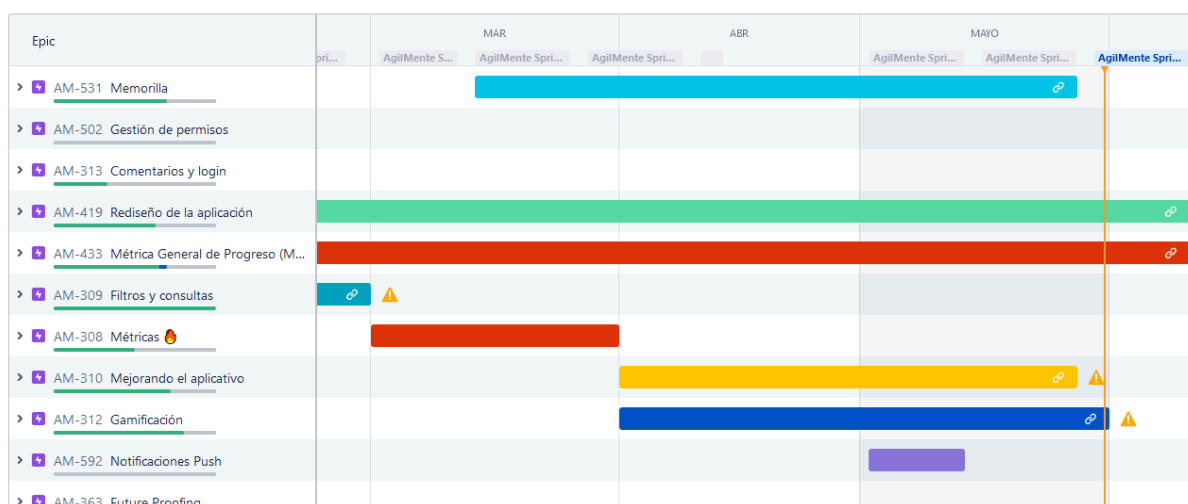 Epic
MAR
ABR
MAYO
pri...
AgilMente S...
AgilMente Spri...
AgilMente Spri...
AgilMente Spri...
AgilMente Spri...
AgilMente Spri...
AM-531 Memorilla
AM-502 Gestión de permisos
AM-313 Comentarios y login
AM-419 Rediseño de la aplicación
AM-433 Métrica General de Progreso (M...
AM-309 Filtros y consultas
AM-308 Métricas 🔥
AM-310 Mejorando el aplicativo
AM-312 Gamificación
AM-592 Notificaciones Push
AM-363 Future Proofing